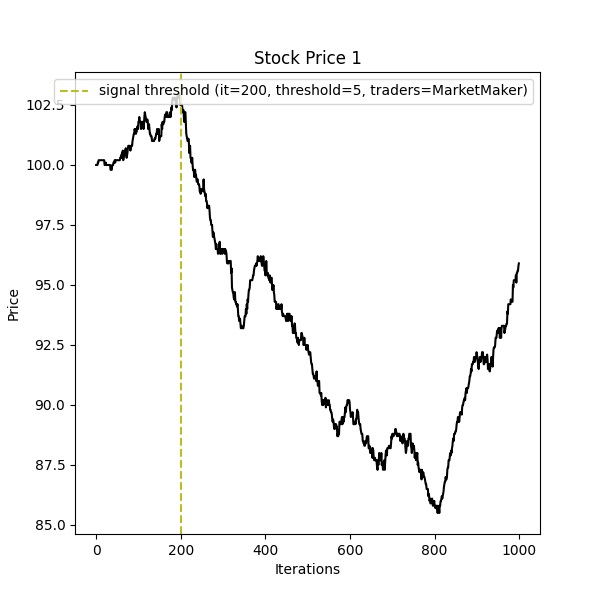 Stock Price 1
signal threshold (it=200, threshold=5, traders=MarketMaker)
102.5
100.0
97.5
95.0
92.5
90.0
87.5
85.0
Price
0 200 400 600 800 1000
Iterations